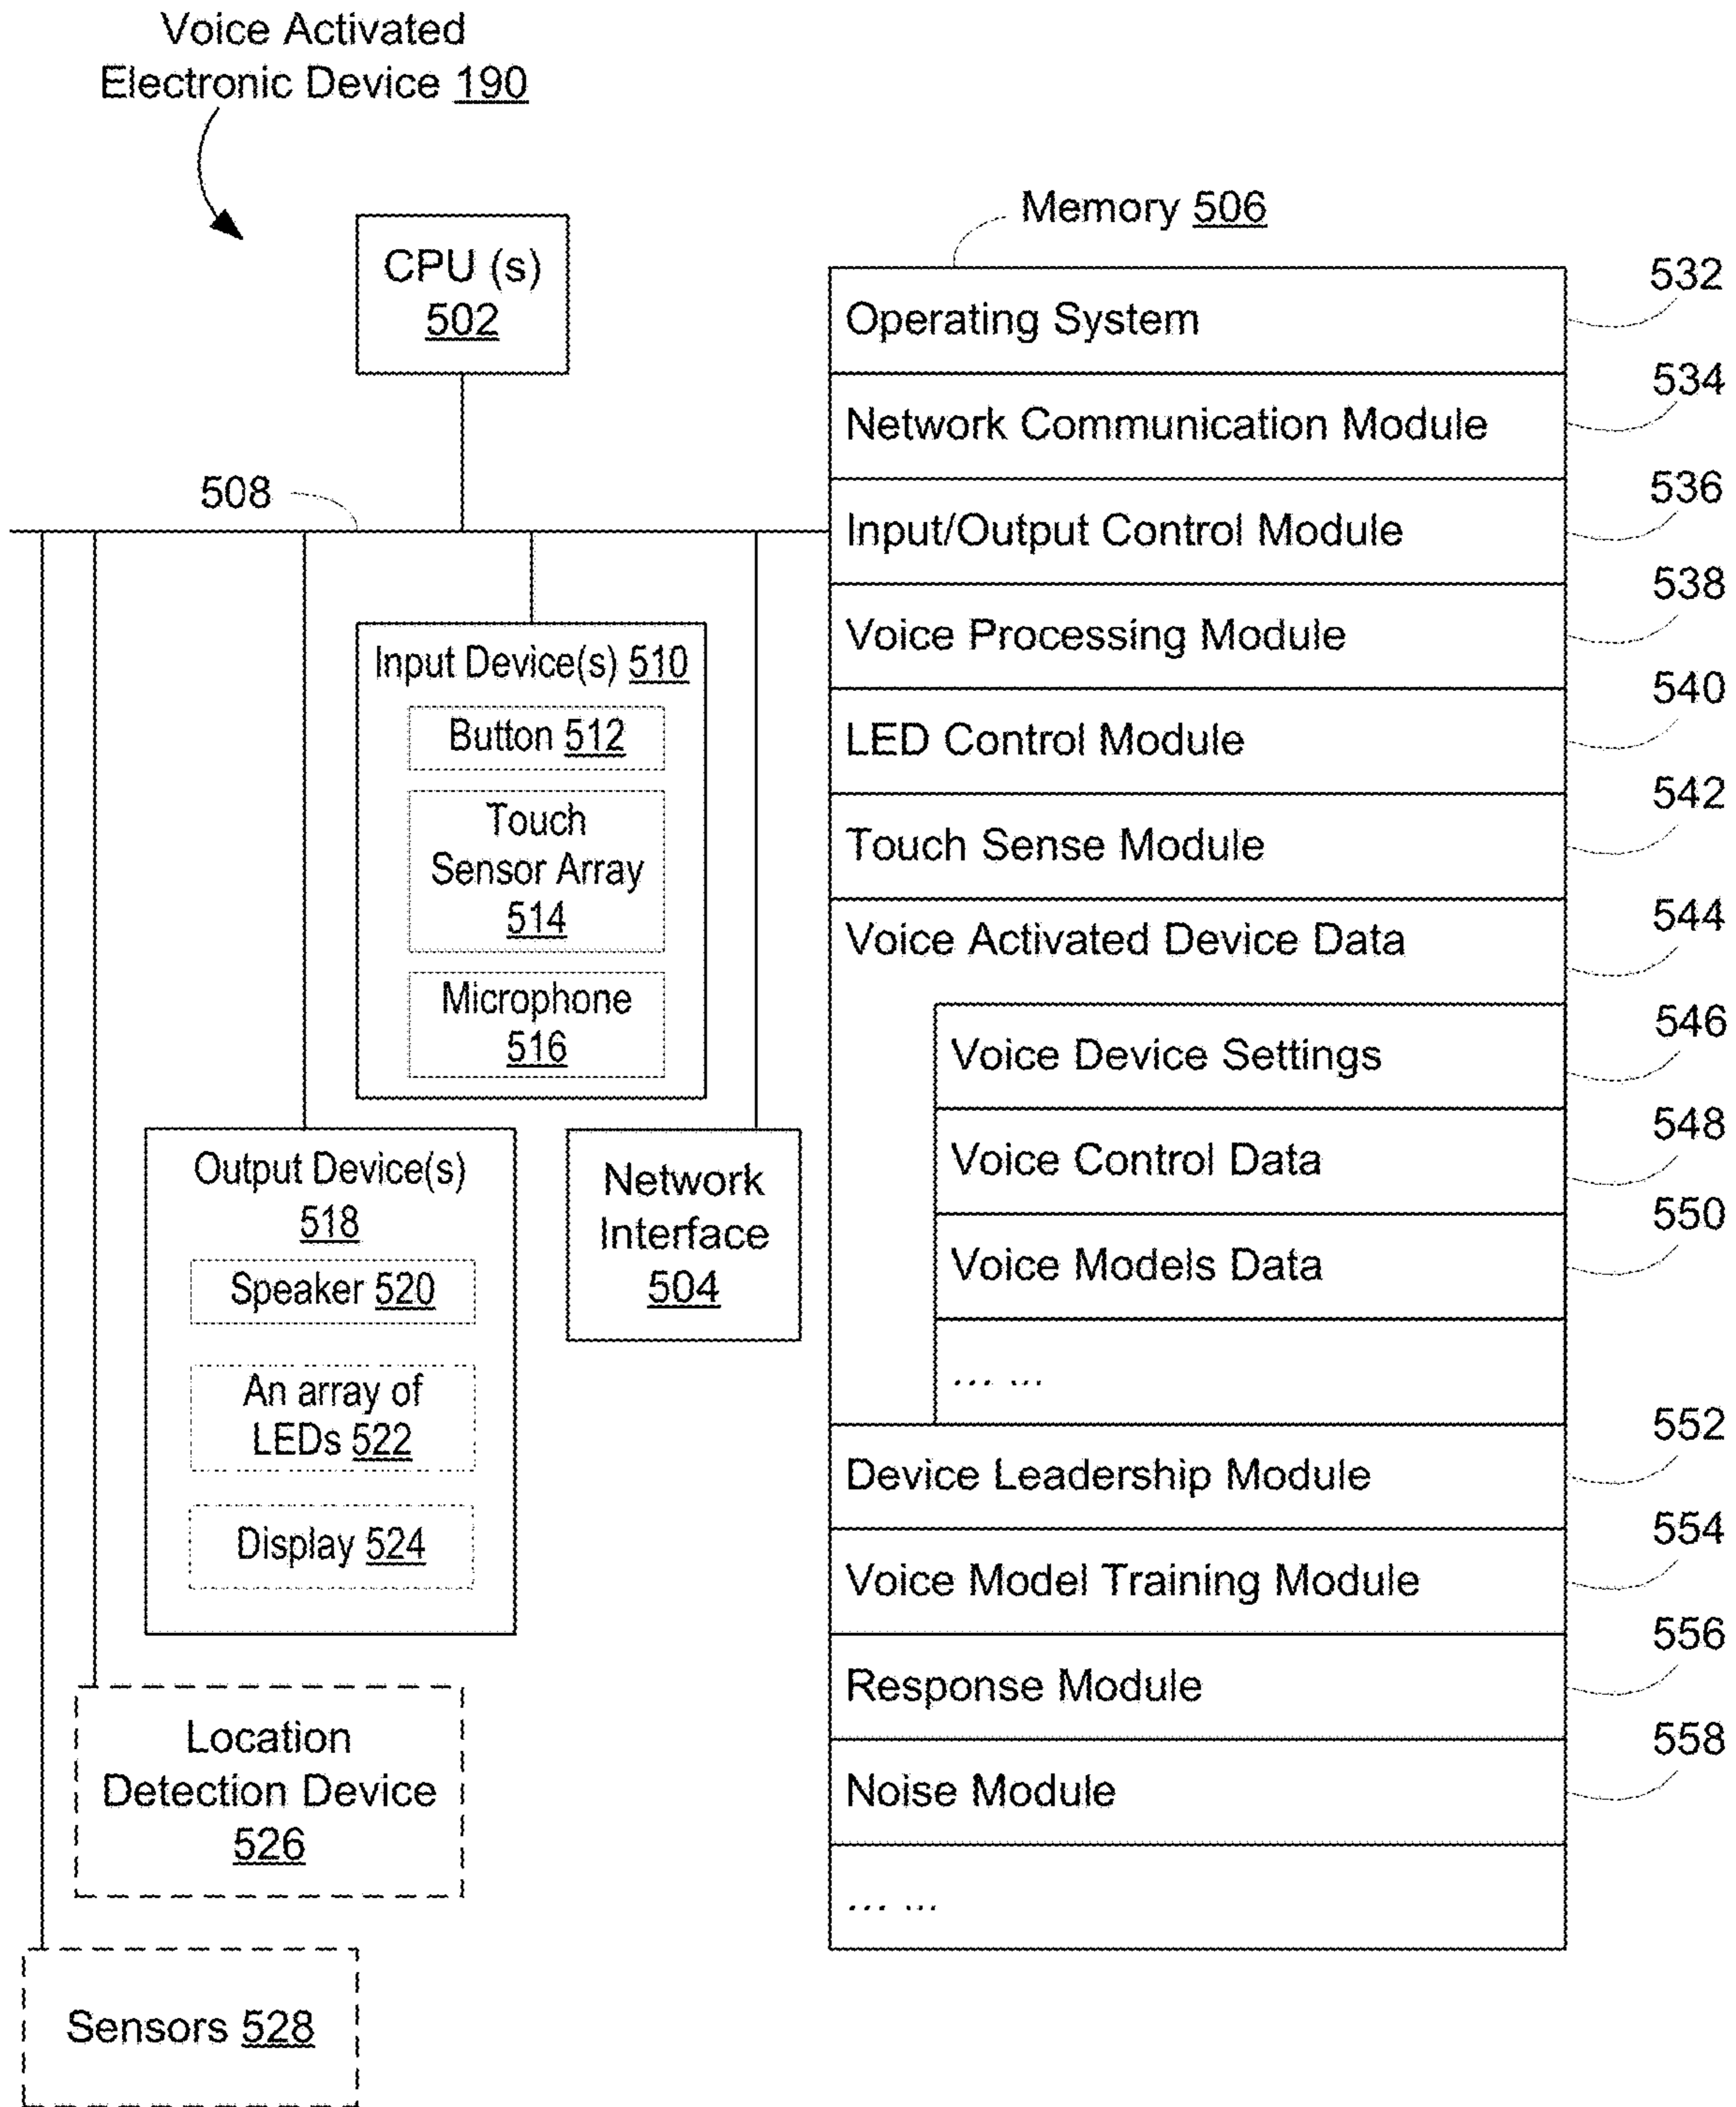 Voice Activated
Electronic Device 190
CPU (s)
502
508
Input Device(s) 510
Button 512
Touch
Sensor Array
514
Microphone
516
Output Device(s)
518
Speaker 520
An array of
LEDs 522
Display 524
Network
Interface
504
Location
Detection Device
526
Sensors 528
Memory 506
Operating System
532
Network Communication Module
534
Input/Output Control Module
536
Voice Processing Module
538
LED Control Module
540
Touch Sense Module
542
Voice Activated Device Data
544
Voice Device Settings
546
Voice Control Data
548
Voice Models Data
550
... ...
Device Leadership Module
552
Voice Model Training Module
554
Response Module
556
Noise Module
558
... ...